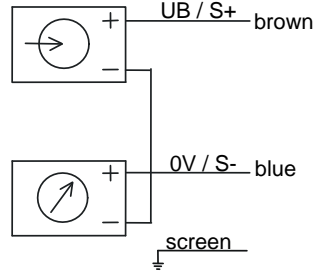 + UB / S+ brown
−
+ 0V / S- blue
−
screen